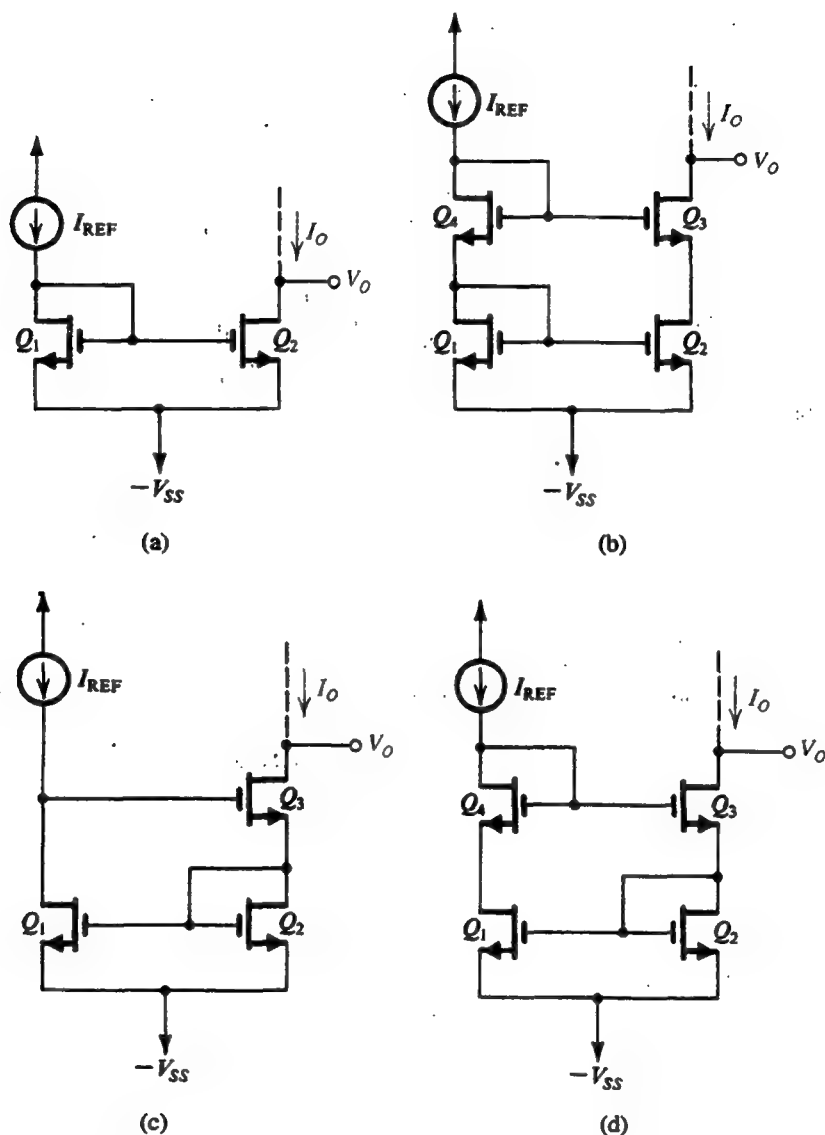 I_REF
I_O
V_O
Q_1
Q_2
-V_SS
(a)
I_REF
I_O
V_O
Q_4
Q_3
Q_1
Q_2
-V_SS
(b)
I_REF
I_O
V_O
Q_3
Q_1
Q_2
-V_SS
(c)
I_REF
I_O
V_O
Q_4
Q_3
Q_1
Q_2
-V_SS
(d)